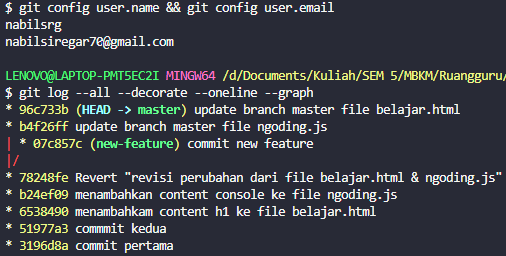 $ git config user.name && git config user.email
nabilsrg
nabilsiregar70@gmail.com
LENOVO@LAPTOP-PMT5EC2I MINGW64 /d/Documents/Kuliah/SEM 5/MBKM/Ruangguru/
$ git log --all --decorate --oneline --graph
* 96c733b (HEAD -> master) update branch master file belajar.html
* b4f26ff update branch master file ngoding.js
| * 07c857c (new-feature) commit new feature
|/
* 78248fe Revert "revisi perubahan dari file belajar.html & ngoding.js"
* b24ef09 menambahkan content console ke file ngoding.js
* 6538490 menambahkan content h1 ke file belajar.html
* 51977a3 commmit kedua
* 3196d8a commit pertama